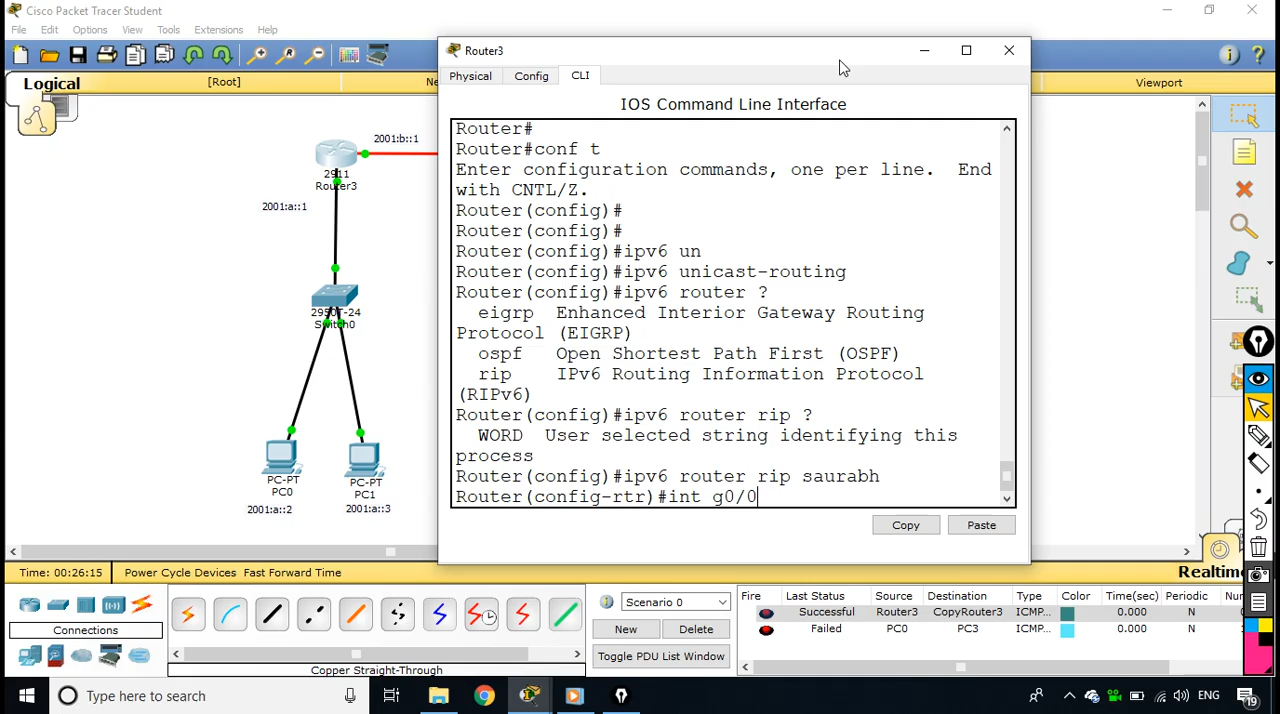 Cisco Packet Tracer Student
File Edit Options View Tools Extensions Help
Logical
[Root]
Ne
Viewport
Router3
Physical Config CLI
IOS Command Line Interface
Router#
Router#conf t
Enter configuration commands, one per line. End
with CNTL/Z.
Router(config)#
Router(config)#
Router(config)#ipv6 un
Router(config)#ipv6 unicast-routing
Router(config)#ipv6 router ?
eigrp Enhanced Interior Gateway Routing
Protocol (EIGRP)
ospf Open Shortest Path First (OSPF)
rip IPv6 Routing Information Protocol
(RIPv6)
Router(config)#ipv6 router rip ?
WORD User selected string identifying this
process
Router(config)#ipv6 router rip saurabh
Router(config-rtr)#int g0/0
Copy Paste
2001:b::1
2911
Router3
2001:a::1
2950T-24
Switch0
PC-PT
PC0
2001:a::2
PC-PT
PC1
2001:a::3
Time: 00:26:15 Power Cycle Devices Fast Forward Time
Realtime
Connections
Copper Straight-Through
Scenario 0
New Delete
Toggle PDU List Window
Fire Last Status Source Destination Type Color Time(sec) Periodic Nu
Successful Router3 CopyRouter3 ICMP... 0.000 N 0
Failed PC0 PC3 ICMP... 0.000 N 1
Type here to search
ENG
19